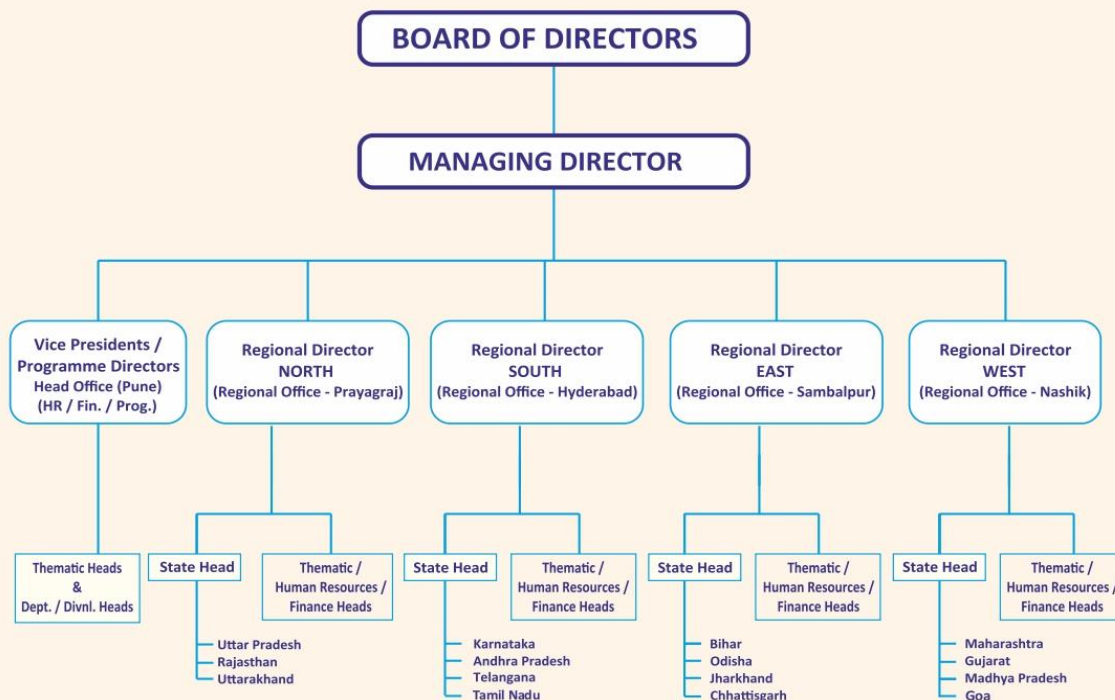 BOARD OF DIRECTORS
MANAGING DIRECTOR
Vice Presidents /
Programme Directors
Head Office (Pune)
(HR / Fin. / Prog.)
Regional Director
NORTH
(Regional Office - Prayagraj)
Regional Director
SOUTH
(Regional Office - Hyderabad)
Regional Director
EAST
(Regional Office - Sambalpur)
Regional Director
WEST
(Regional Office - Nashik)
Thematic Heads
&
Dept. / Divnl. Heads
State Head
Thematic /
Human Resources /
Finance Heads
State Head
Thematic /
Human Resources /
Finance Heads
State Head
Thematic /
Human Resources /
Finance Heads
State Head
Thematic /
Human Resources /
Finance Heads
Uttar Pradesh
Rajasthan
Uttarakhand
Karnataka
Andhra Pradesh
Telangana
Tamil Nadu
Bihar
Odisha
Jharkhand
Chhattisgarh
Maharashtra
Gujarat
Madhya Pradesh
Goa